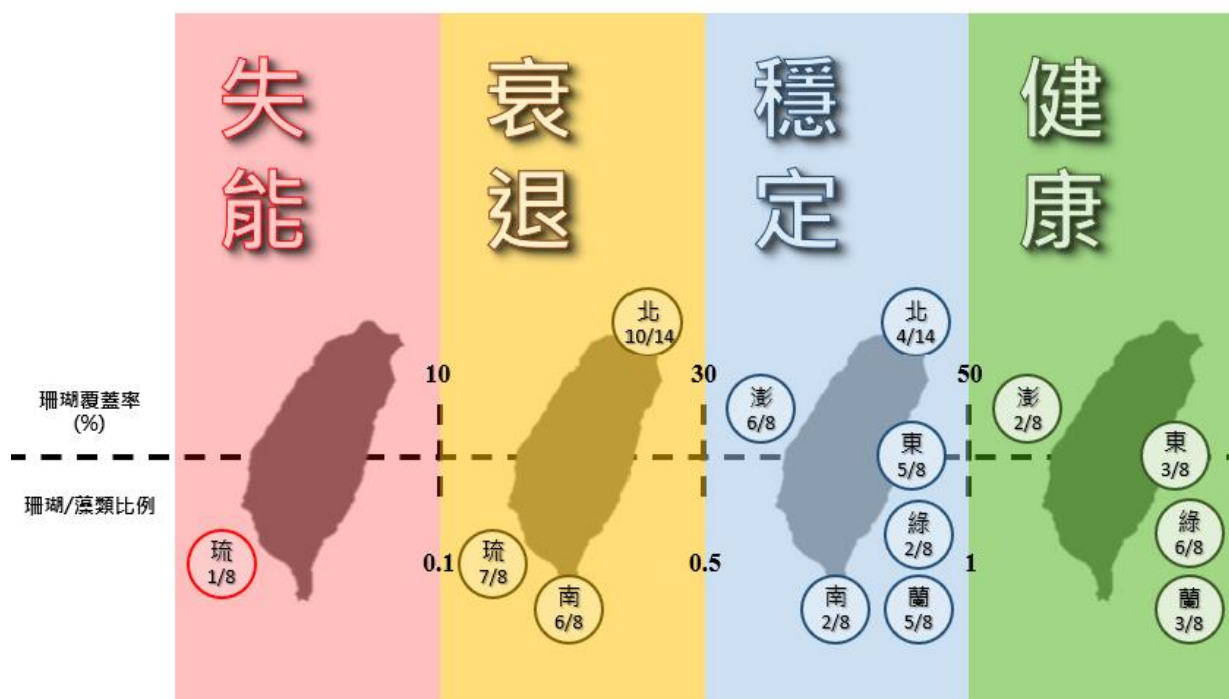 失能
衰退
穩定
健康
珊瑚覆蓋率
(%)
珊瑚/藻類比例
10
30
50
0.1
0.5
1
琉
1/8
北
10/14
琉
7/8
南
6/8
北
4/14
澎
6/8
東
5/8
綠
2/8
南
2/8
蘭
5/8
澎
2/8
東
3/8
綠
6/8
蘭
3/8